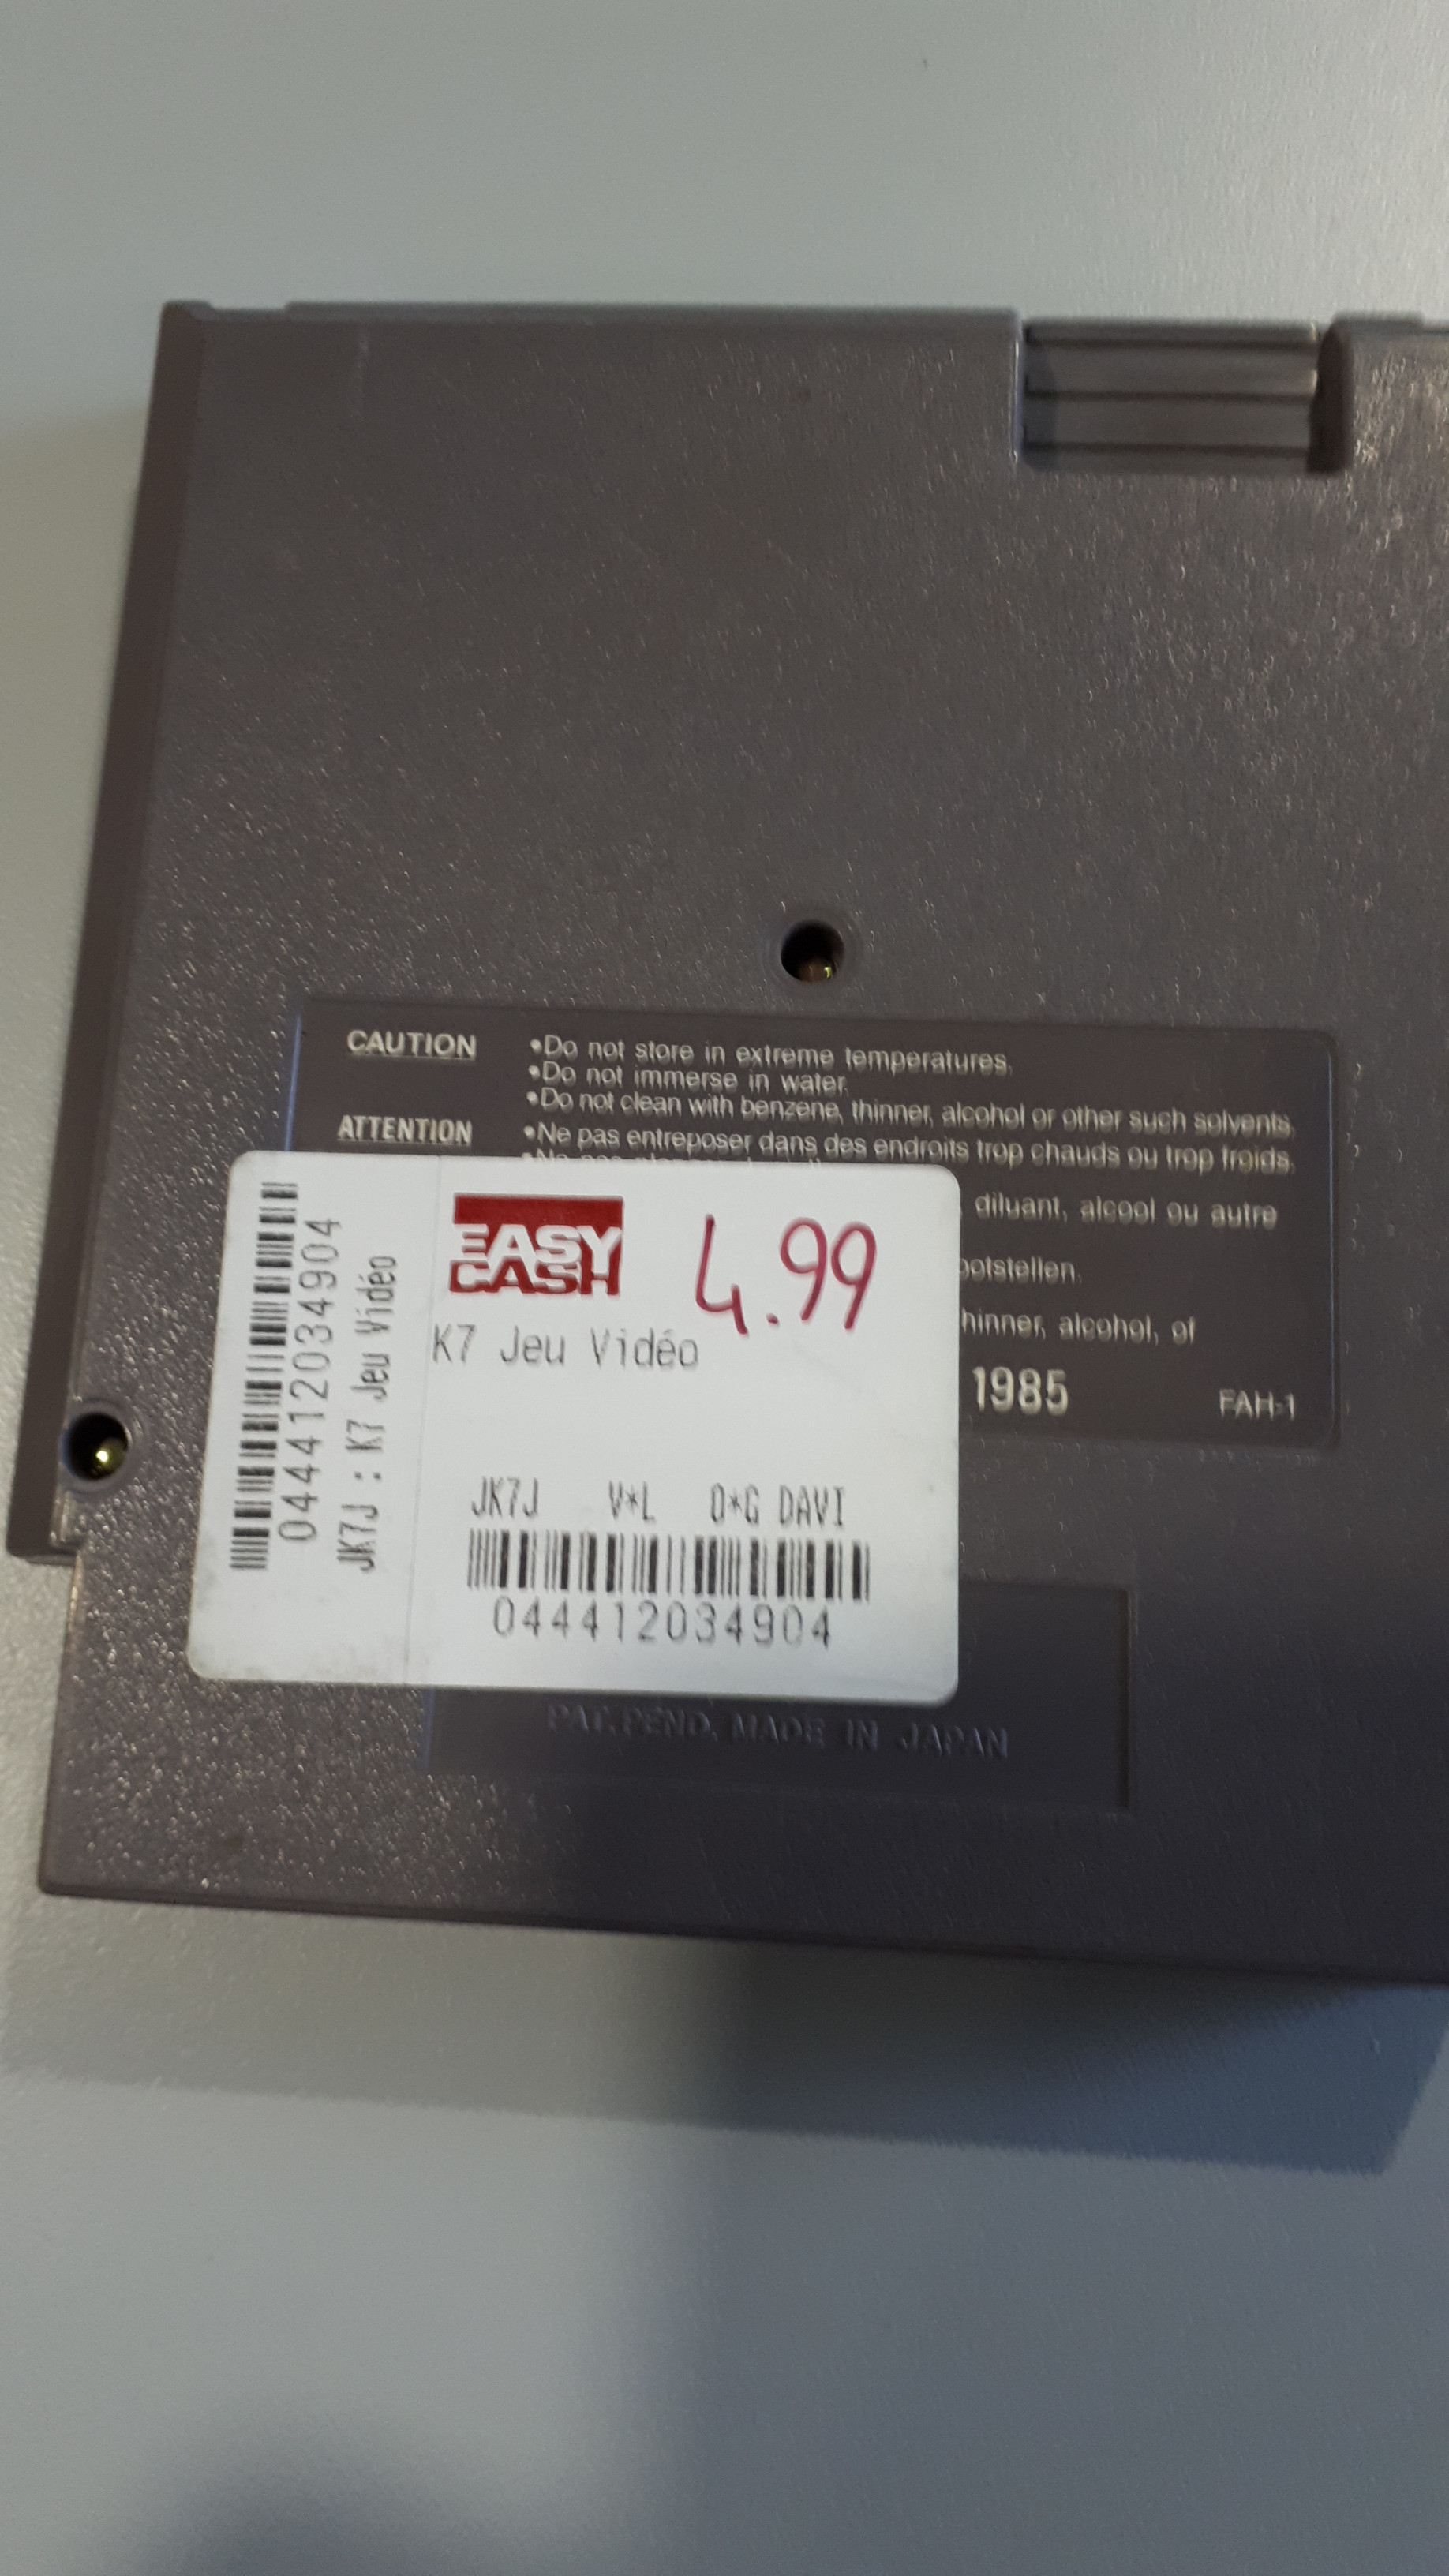 CAUTION •Do not store in extreme temperatures.
•Do not immerse in water.
•Do not clean with benzene, thinner, alcohol or other such solvents.
ATTENTION •Ne pas entreposer dans des endroits trop chauds ou trop froids.
diluant, alcool ou autre
ootstellen.
hinner, alcohol, of
1985 FAH-1
EASY
CASH
4.99
K7 Jeu Vidéo
JK7J V*L O*G DAVI
044412034904
044412034904
JK7J : K7 Jeu Vidéo
PAT. PEND. MADE IN JAPAN